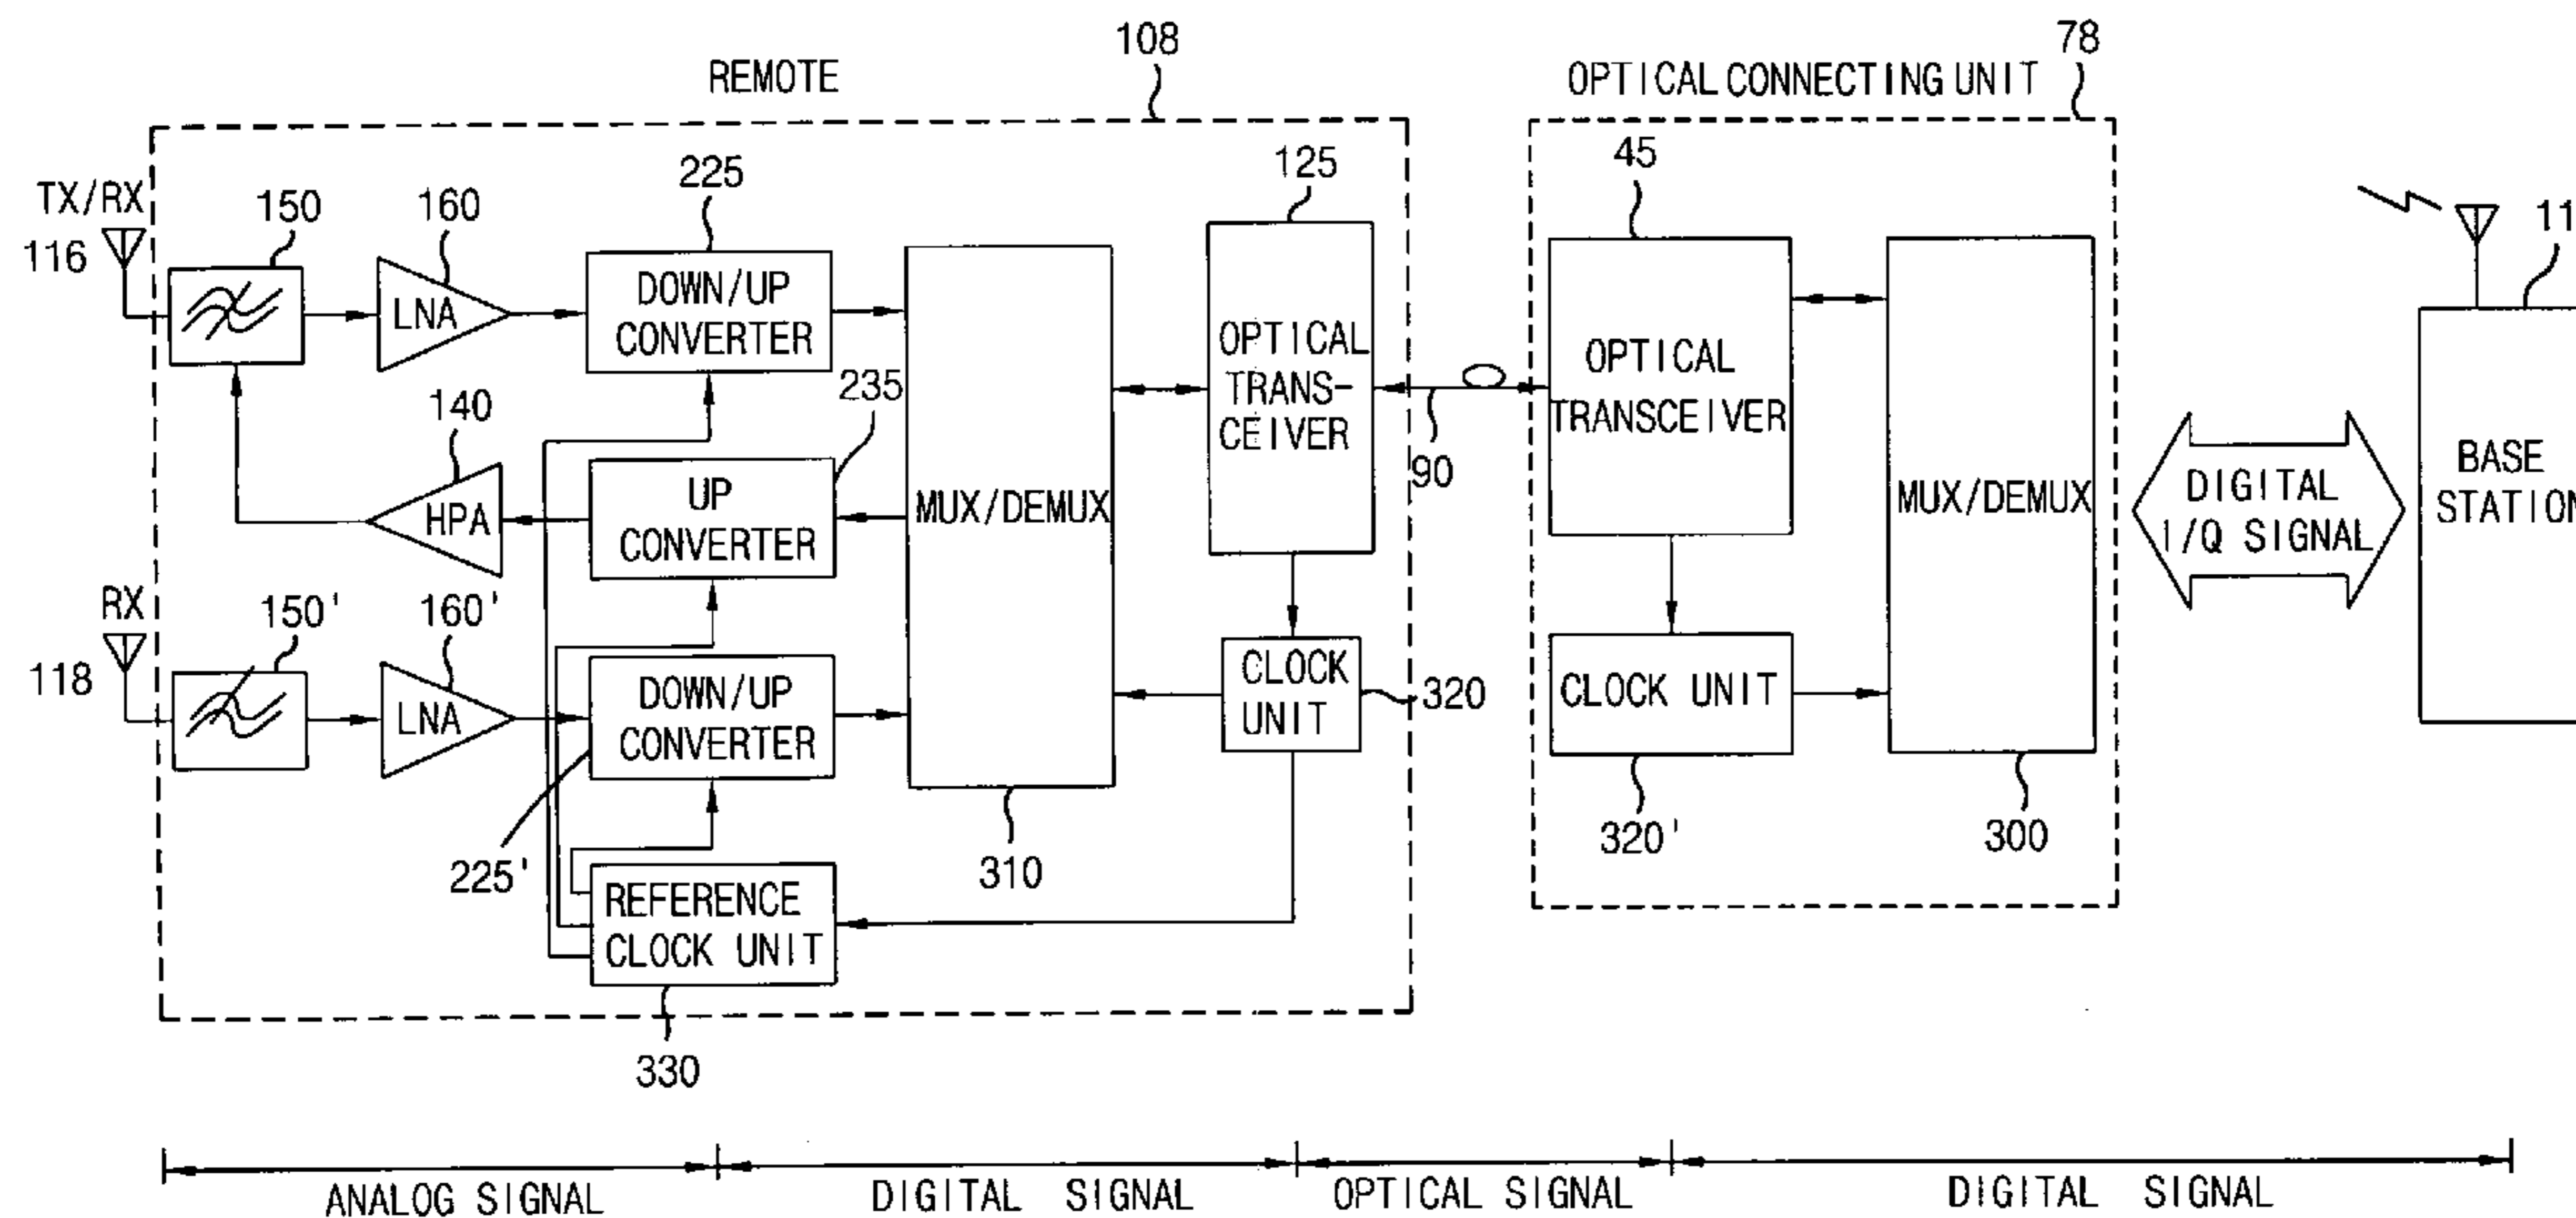 108
78
REMOTE
OPTICAL CONNECTING UNIT
TX/RX
116
150
160
225
125
45
LNA
DOWN/UP
CONVERTER
235
140
HPA
UP
CONVERTER
MUX/DEMUX
310
OPTICAL
TRANS-
CEIVER
90
OPTICAL
TRANSCEIVER
MUX/DEMUX
300
DIGITAL
I/Q SIGNAL
11
BASE
STATION
RX
118
150'
160'
LNA
DOWN/UP
CONVERTER
225'
CLOCK
UNIT
320
CLOCK UNIT
320'
REFERENCE
CLOCK UNIT
330
ANALOG SIGNAL
DIGITAL SIGNAL
OPTICAL SIGNAL
DIGITAL SIGNAL